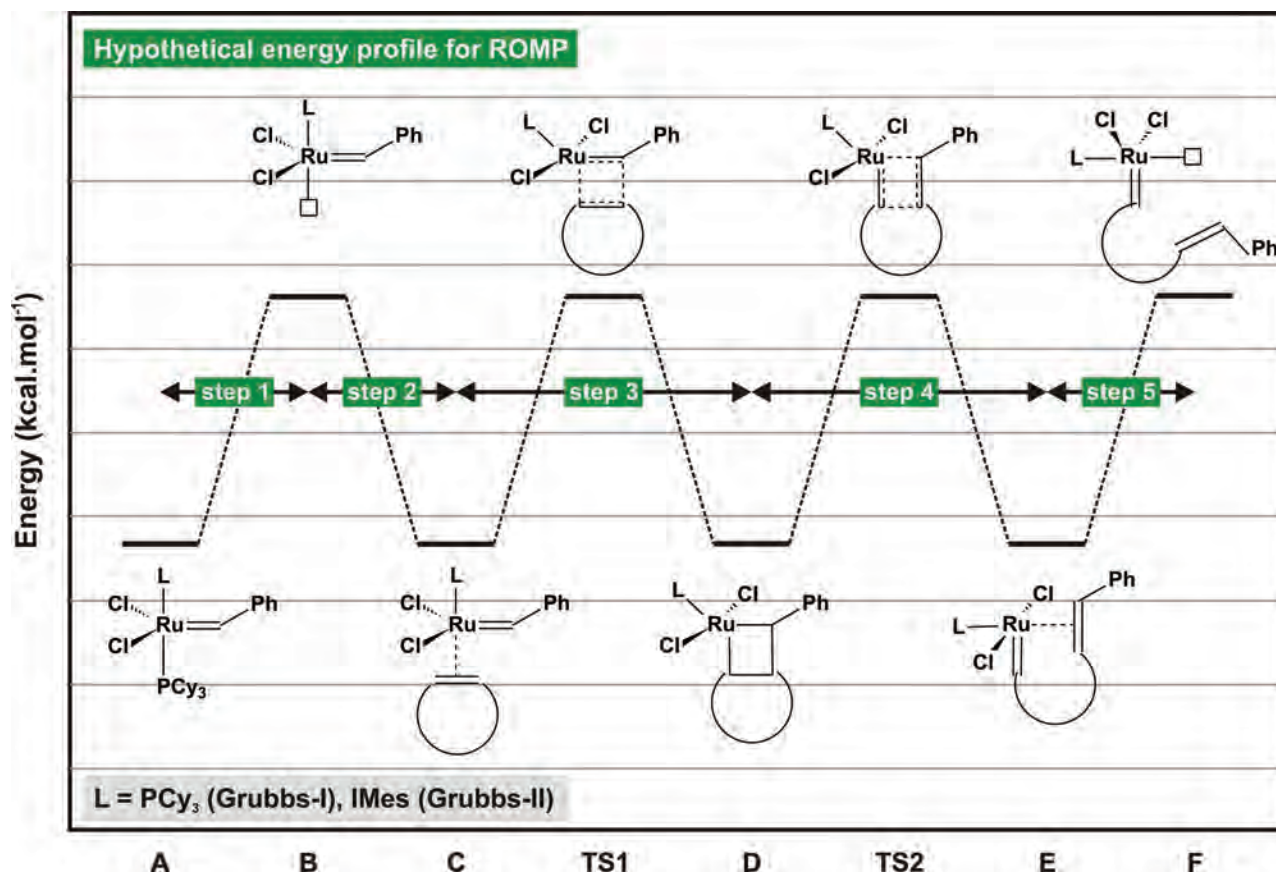 Hypothetical energy profile for ROMP
L
Cl
Ph
Ru
Cl
L
Cl
Ph
Ru
Cl
L
Cl
Ph
Ru
Cl
Cl
Cl
L
Ru
Ph
Energy (kcal.mol⁻¹)
step 1
step 2
step 3
step 4
step 5
L
Cl
Ph
Ru
Cl
PCy₃
L
Cl
Ph
Ru
Cl
L
Cl
Ph
Ru
Cl
Ph
Cl
L
Ru
Cl
L = PCy₃ (Grubbs-I), IMes (Grubbs-II)
A B C TS1 D TS2 E F